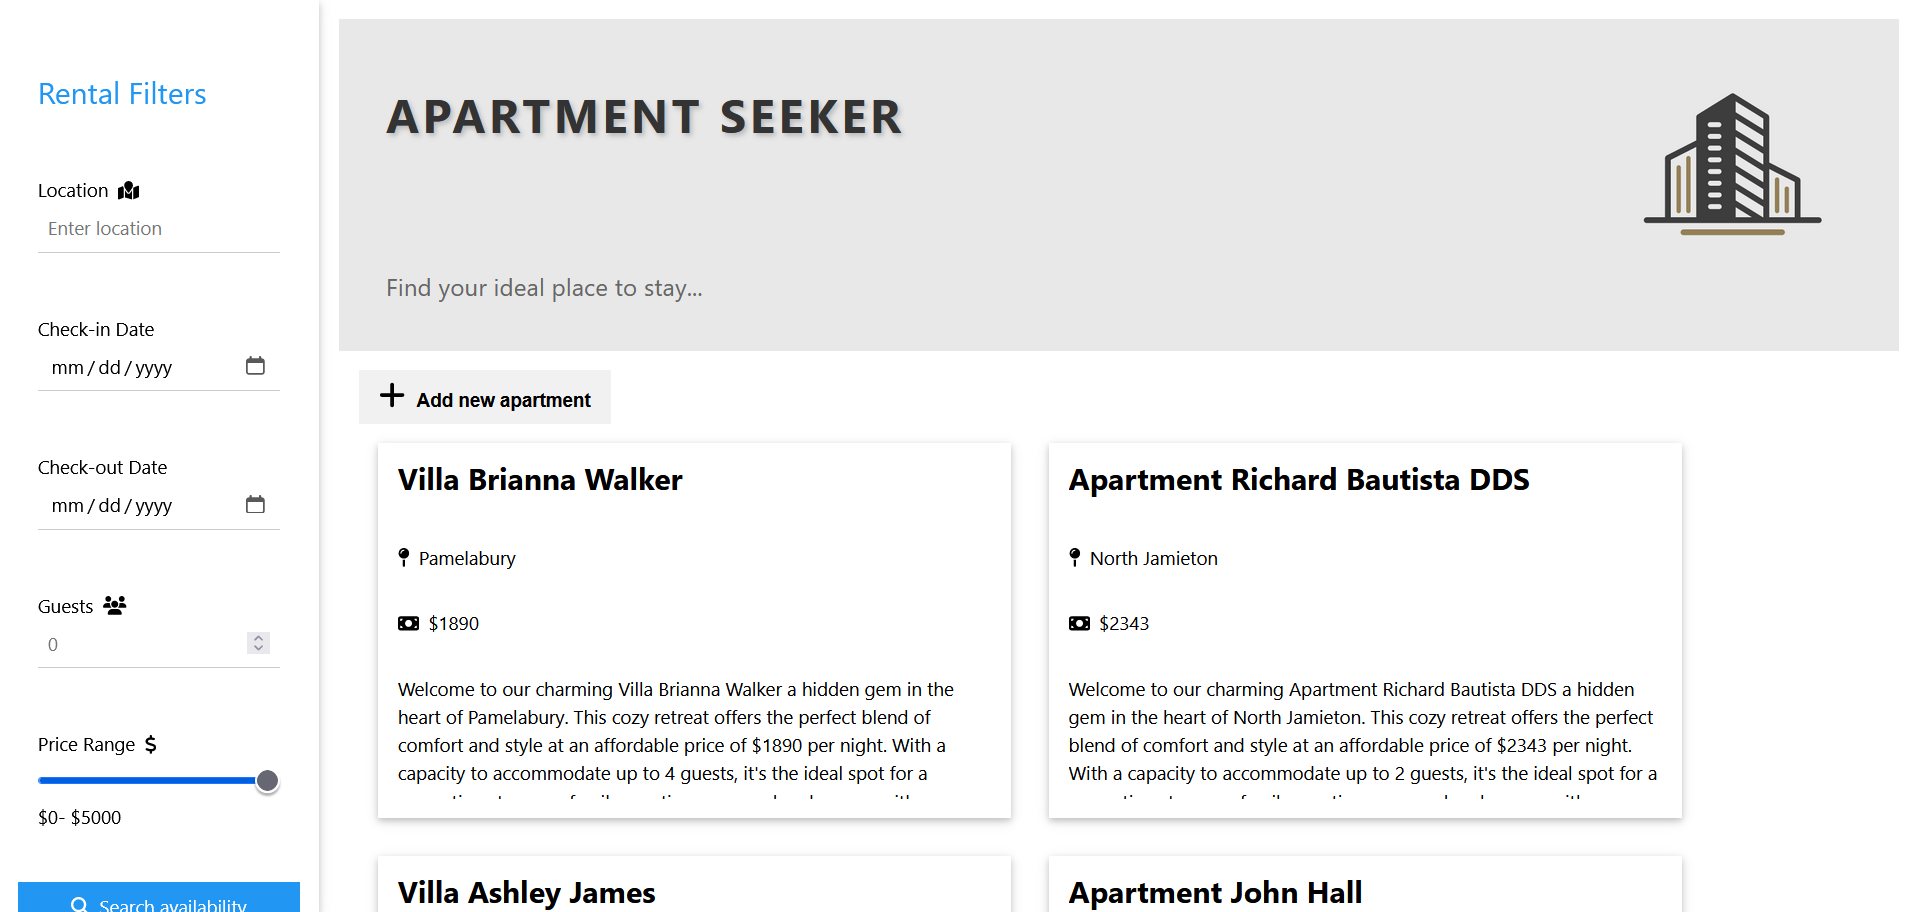 Rental Filters
Location
Enter location
Check-in Date
mm/dd/yyyy
Check-out Date
mm/dd/yyyy
Guests
0
Price Range
$0- $5000
Search availability
APARTMENT SEEKER
Find your ideal place to stay...
Add new apartment
Villa Brianna Walker
Pamelabury
$1890
Welcome to our charming Villa Brianna Walker a hidden gem in the
heart of Pamelabury. This cozy retreat offers the perfect blend of
comfort and style at an affordable price of $1890 per night. With a
capacity to accommodate up to 4 guests, it's the ideal spot for a
Apartment Richard Bautista DDS
North Jamieton
$2343
Welcome to our charming Apartment Richard Bautista DDS a hidden
gem in the heart of North Jamieton. This cozy retreat offers the perfect
blend of comfort and style at an affordable price of $2343 per night.
With a capacity to accommodate up to 2 guests, it's the ideal spot for a
Villa Ashley James
Apartment John Hall